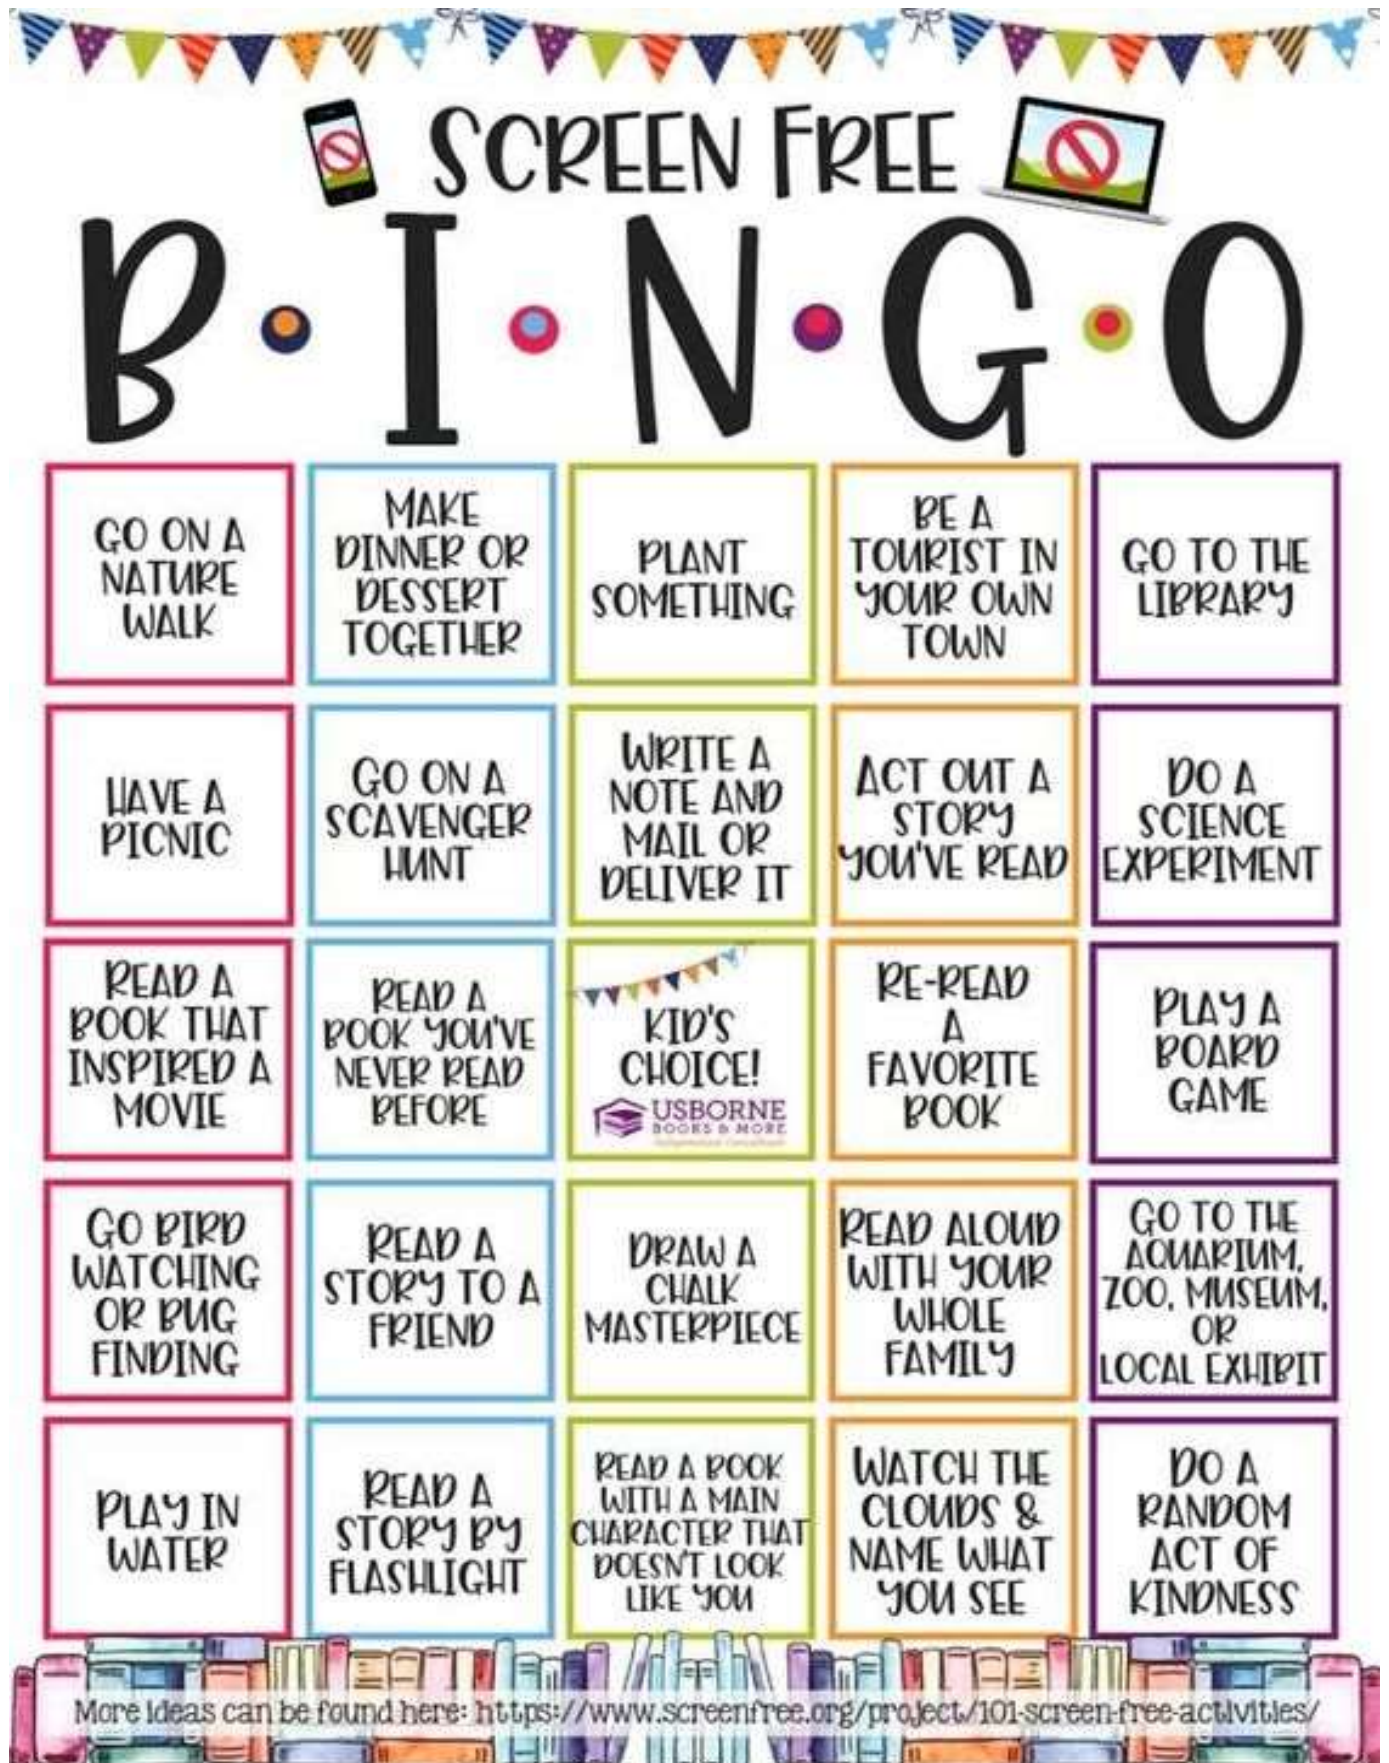 SCREEN FREE
B·I·N·G·O
GO ON A
NATURE
WALK
MAKE
DINNER OR
DESSERT
TOGETHER
PLANT
SOMETHING
BE A
TOURIST IN
YOUR OWN
TOWN
GO TO THE
LIBRARY
HAVE A
PICNIC
GO ON A
SCAVENGER
HUNT
WRITE A
NOTE AND
MAIL OR
DELIVER IT
ACT OUT A
STORY
YOU'VE READ
DO A
SCIENCE
EXPERIMENT
READ A
BOOK THAT
INSPIRED A
MOVIE
READ A
BOOK YOU'VE
NEVER READ
BEFORE
KID'S
CHOICE!
USBORNE
BOOKS & MORE
Independent Consultant
RE-READ
A
FAVORITE
BOOK
PLAY A
BOARD
GAME
GO BIRD
WATCHING
OR BUG
FINDING
READ A
STORY TO A
FRIEND
DRAW A
CHALK
MASTERPIECE
READ ALOUD
WITH YOUR
WHOLE
FAMILY
GO TO THE
AQUARIUM,
ZOO, MUSEUM,
OR
LOCAL EXHIBIT
PLAY IN
WATER
READ A
STORY BY
FLASHLIGHT
READ A BOOK
WITH A MAIN
CHARACTER THAT
DOESN'T LOOK
LIKE YOU
WATCH THE
CLOUDS &
NAME WHAT
YOU SEE
DO A
RANDOM
ACT OF
KINDNESS
More ideas can be found here: https://www.screenfree.org/project/101-screen-free-activities/